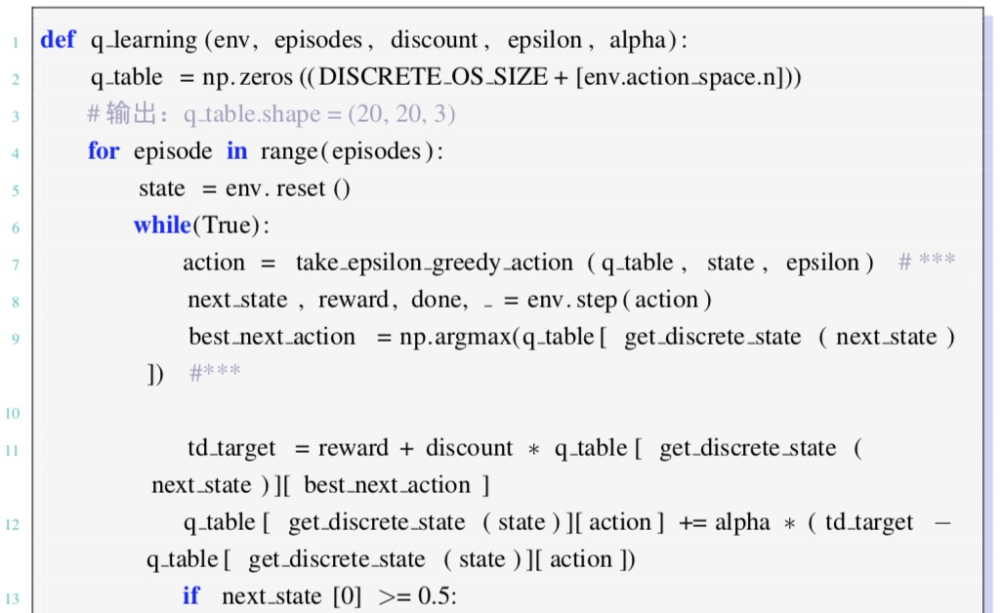 1 def q_learning (env, episodes, discount, epsilon, alpha):
2 q_table = np.zeros((DISCRETE_OS_SIZE + [env.action_space.n]))
3 # 输出：q_table.shape = (20, 20, 3)
4 for episode in range(episodes):
5 state = env.reset()
6 while(True):
7 action = take_epsilon_greedy_action (q_table, state, epsilon) # ***
8 next_state, reward, done, _ = env.step(action)
9 best_next_action = np.argmax(q_table[ get_discrete_state (next_state)
]) #***
10
11 td_target = reward + discount * q_table[ get_discrete_state (
next_state)][ best_next_action ]
12 q_table[ get_discrete_state (state)][action] += alpha * (td_target −
q_table[ get_discrete_state (state)][action])
13 if next_state [0] >= 0.5: